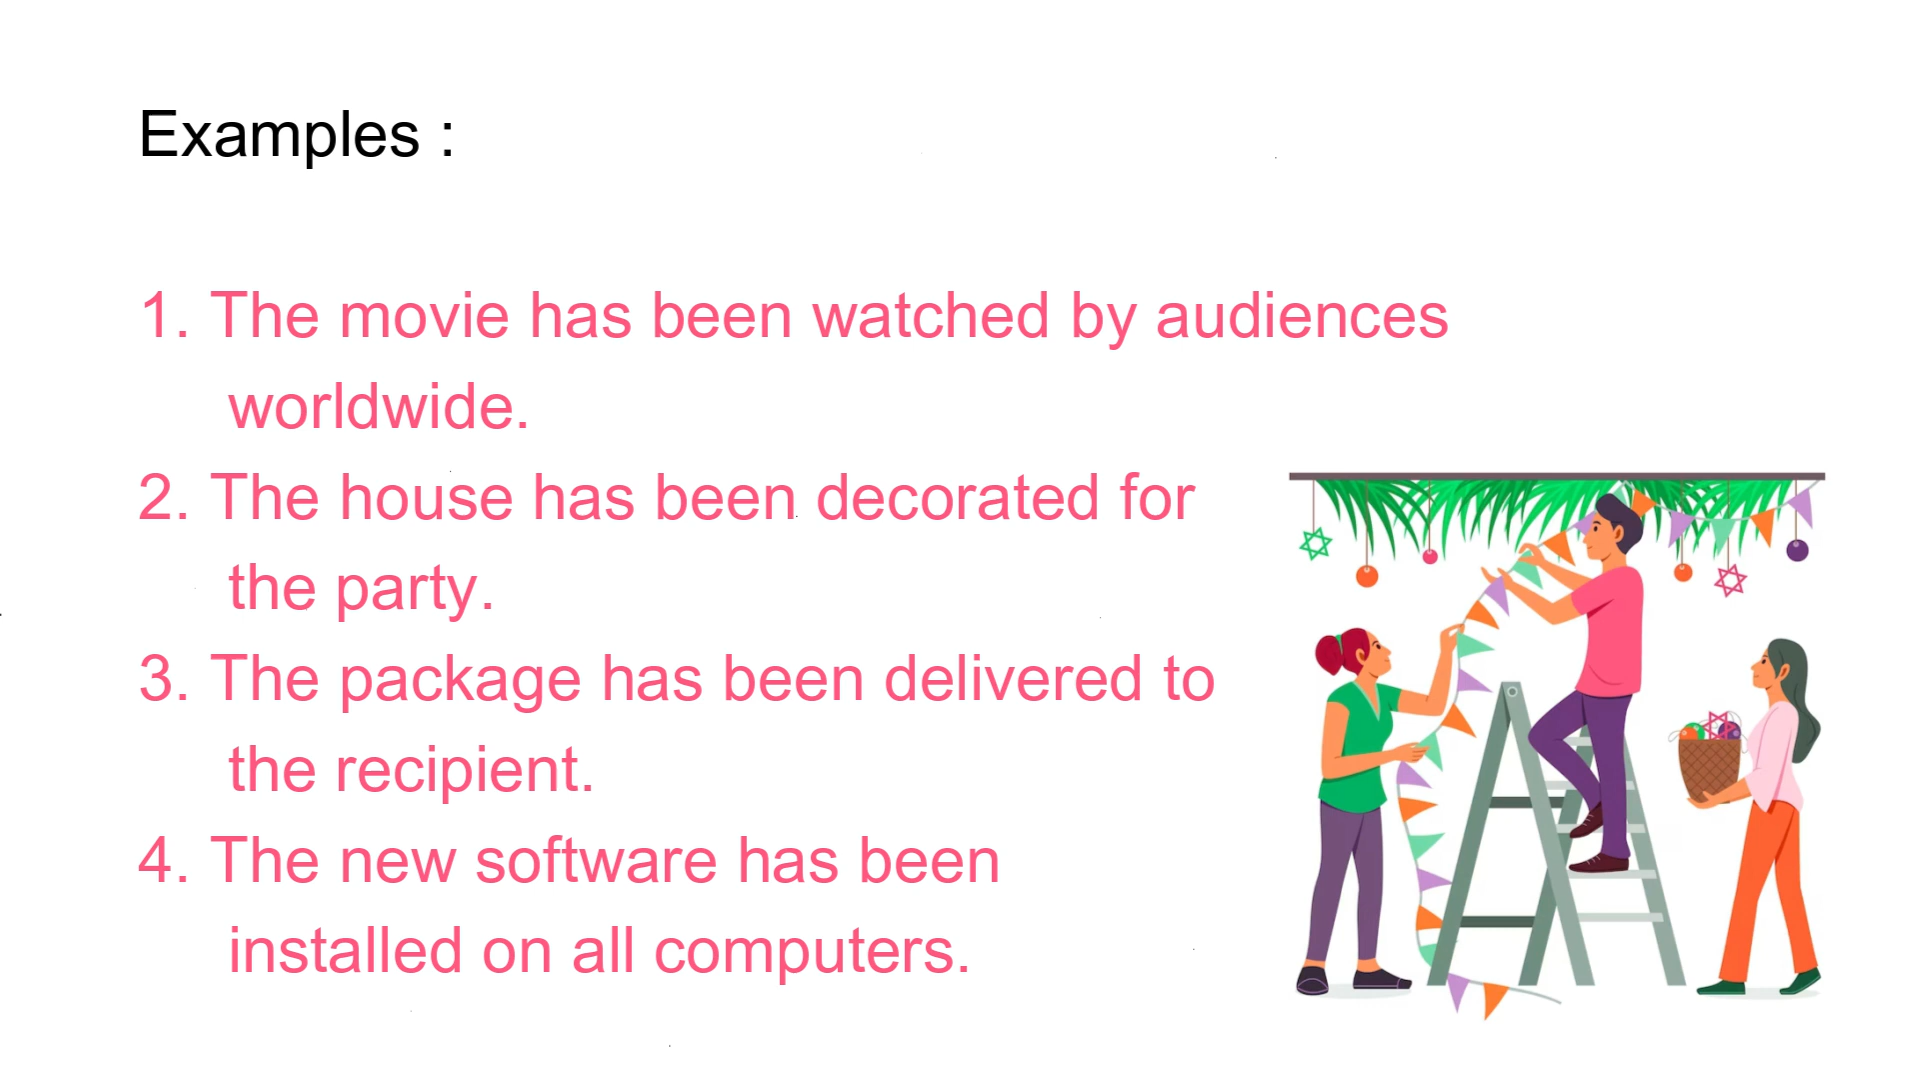 Examples :
1. The movie has been watched by audiences
worldwide.
2. The house has been decorated for
the party.
3. The package has been delivered to
the recipient.
4. The new software has been
installed on all computers.